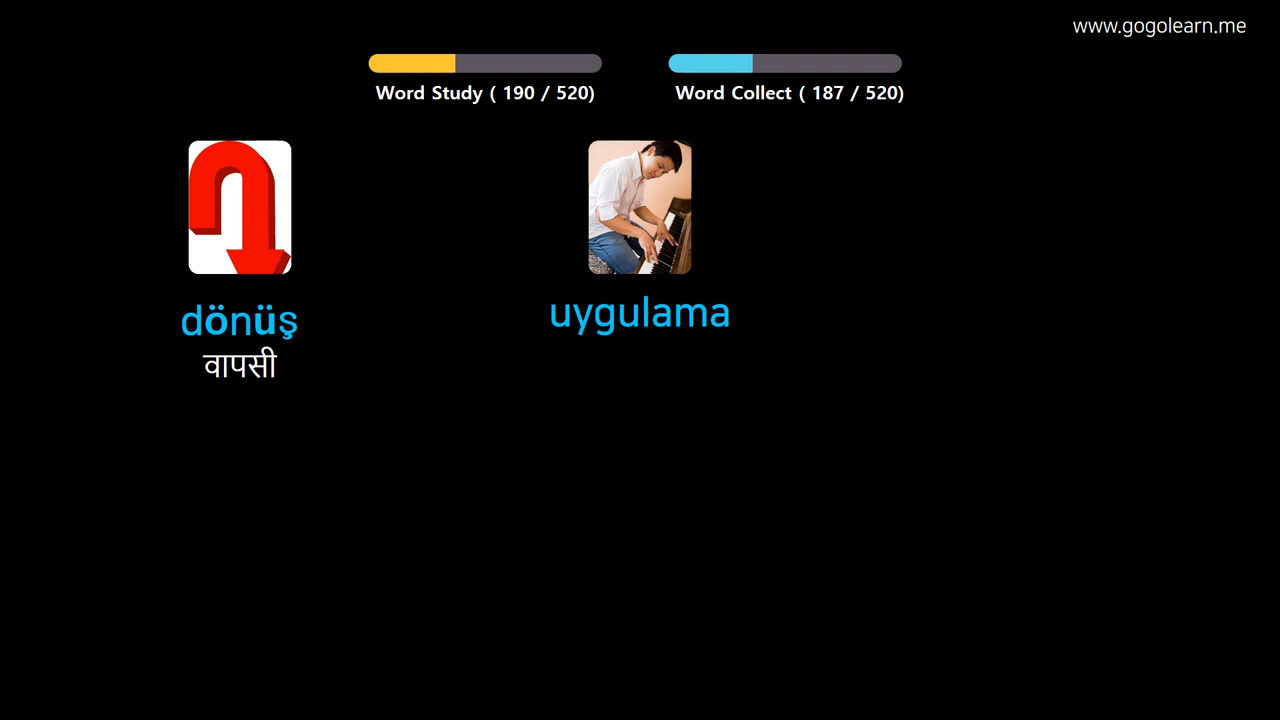 www.gogolearn.me
Word Study ( 190 / 520)
Word Collect ( 187 / 520)
dönüş
वापसी
uygulama